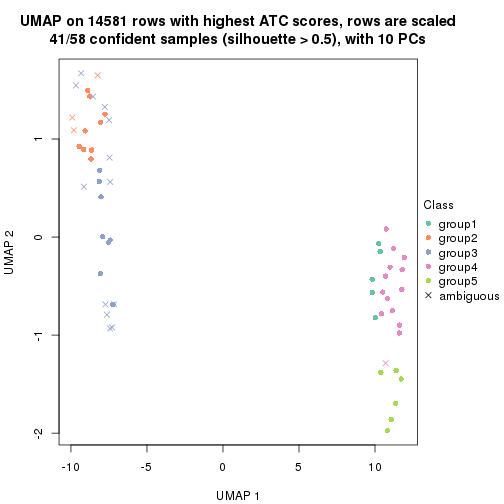 UMAP on 14581 rows with highest ATC scores, rows are scaled
41/58 confident samples (silhouette > 0.5), with 10 PCs
UMAP 2
1
0
-1
-2
-10
-5
0
5
10
UMAP 1
Class
group1
group2
group3
group4
group5
ambiguous